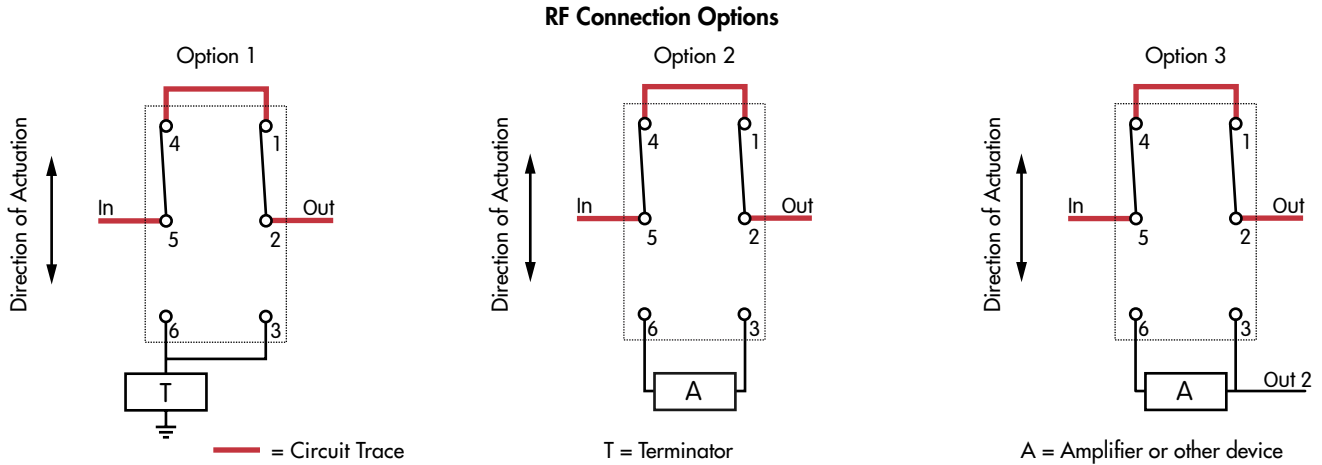 RF Connection Options
Option 1
Direction of Actuation
4
1
In
Out
5
2
6
3
T
Option 2
Direction of Actuation
4
1
In
Out
5
2
6
3
A
Option 3
Direction of Actuation
4
1
In
Out
5
2
6
3
A
Out 2
= Circuit Trace
T = Terminator
A = Amplifier or other device